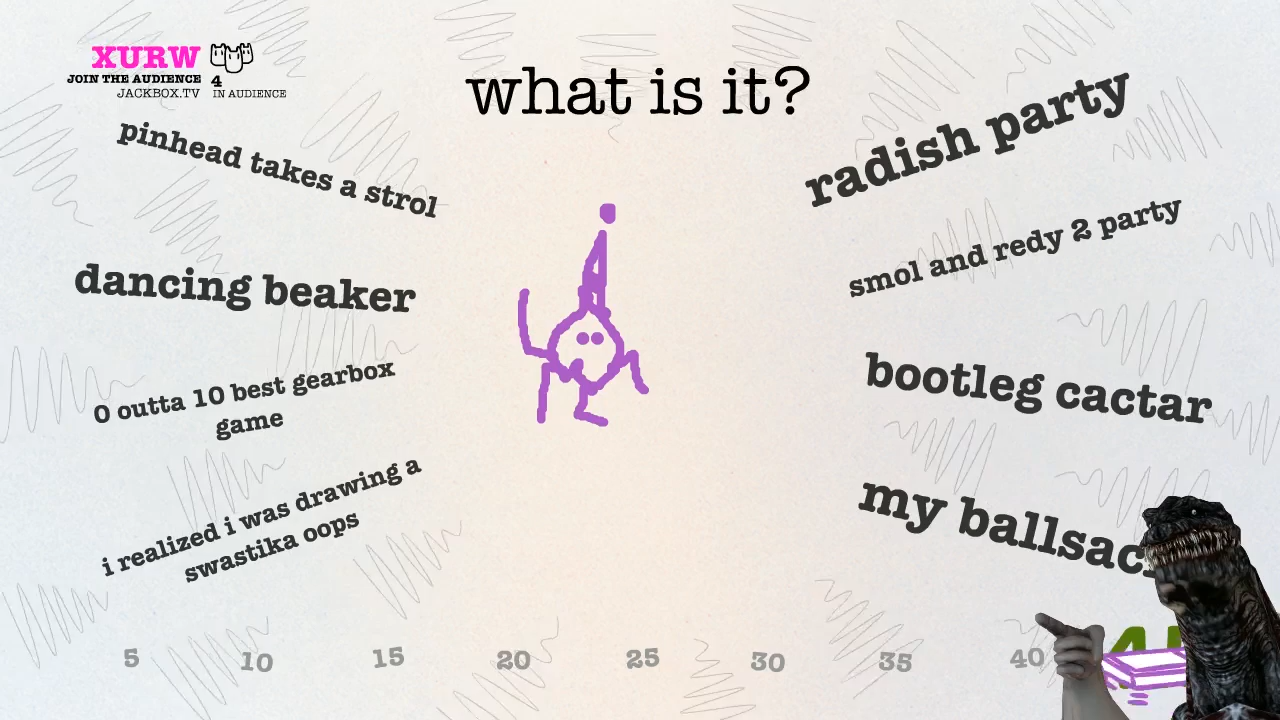 XURW
JOIN THE AUDIENCE
JACKBOX.TV
4
IN AUDIENCE
what is it?
pinhead takes a strol
dancing beaker
0 outta 10 best gearbox
game
i realized i was drawing a
swastika oops
radish party
smol and redy 2 party
bootleg cactar
my
5 10 15 20 25 30 35 40